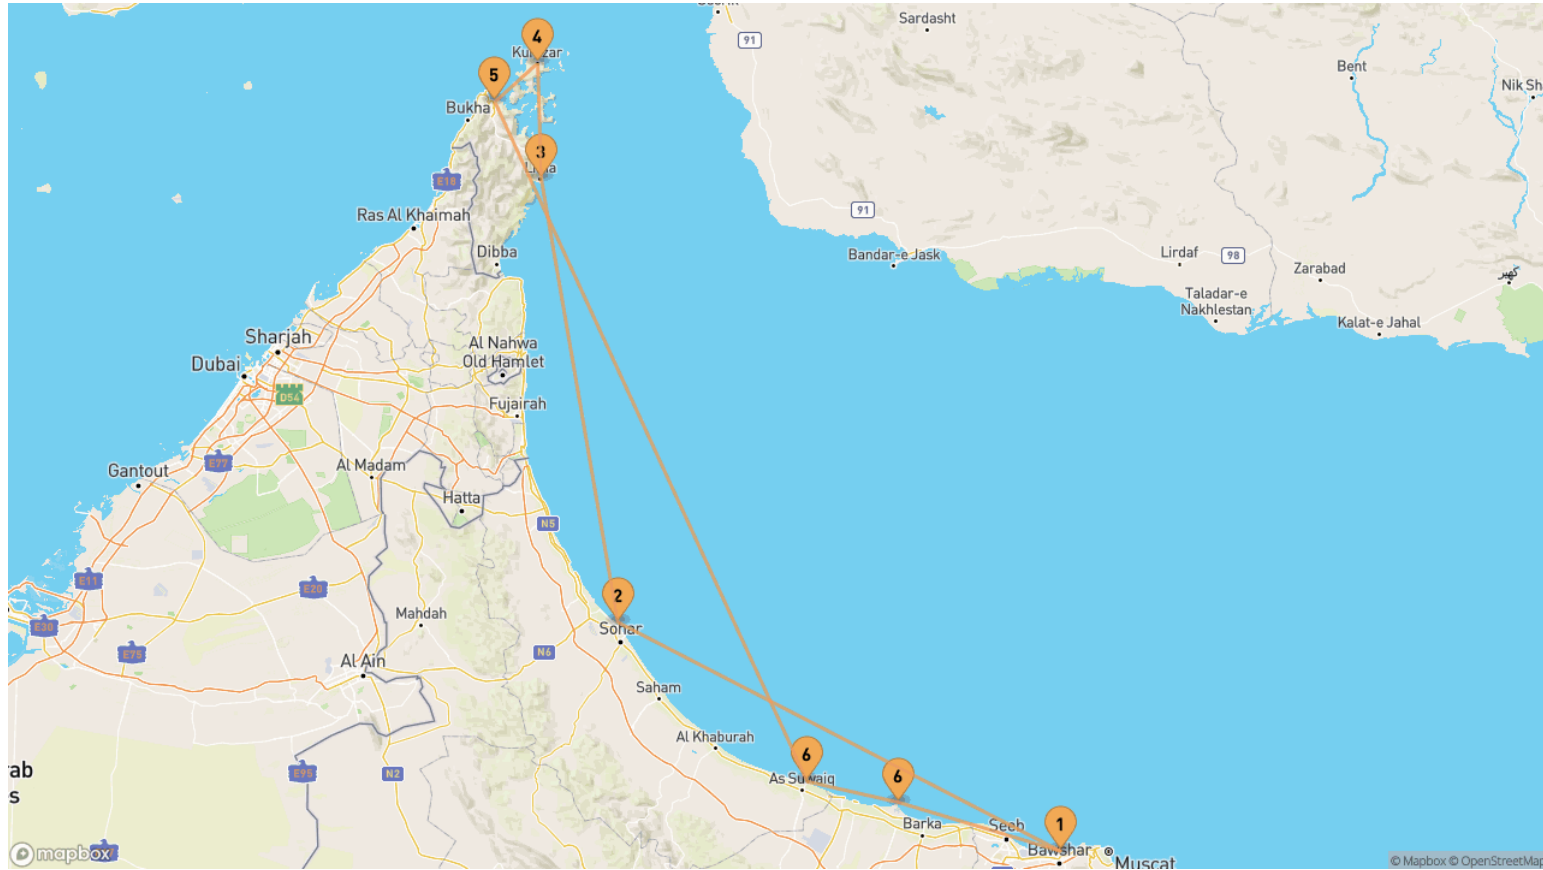 Sardasht
91
4
Bent
Nik Sh
5
Bukha
3
E18
91
Ras Al Khaimah
Dibba
Bandar-e Jask
Lirdaf
98
Zarabad
Taladar-e
Nakhlestan
Kalat-e Jahal
Sharjah
Al Nahwa
Old Hamlet
Dubai
D54
Fujairah
E77
Al Madam
Gantout
Hatta
N5
E11
E20
2
Mahdah
E30
Sohar
E75
N6
Al Ain
Saham
Al Khaburah
6
6
rab
s
E95
N2
As Suwaiq
1
Barka
Seeb
Bawshar
Muscat
mapbox
© Mapbox © OpenStreetMap